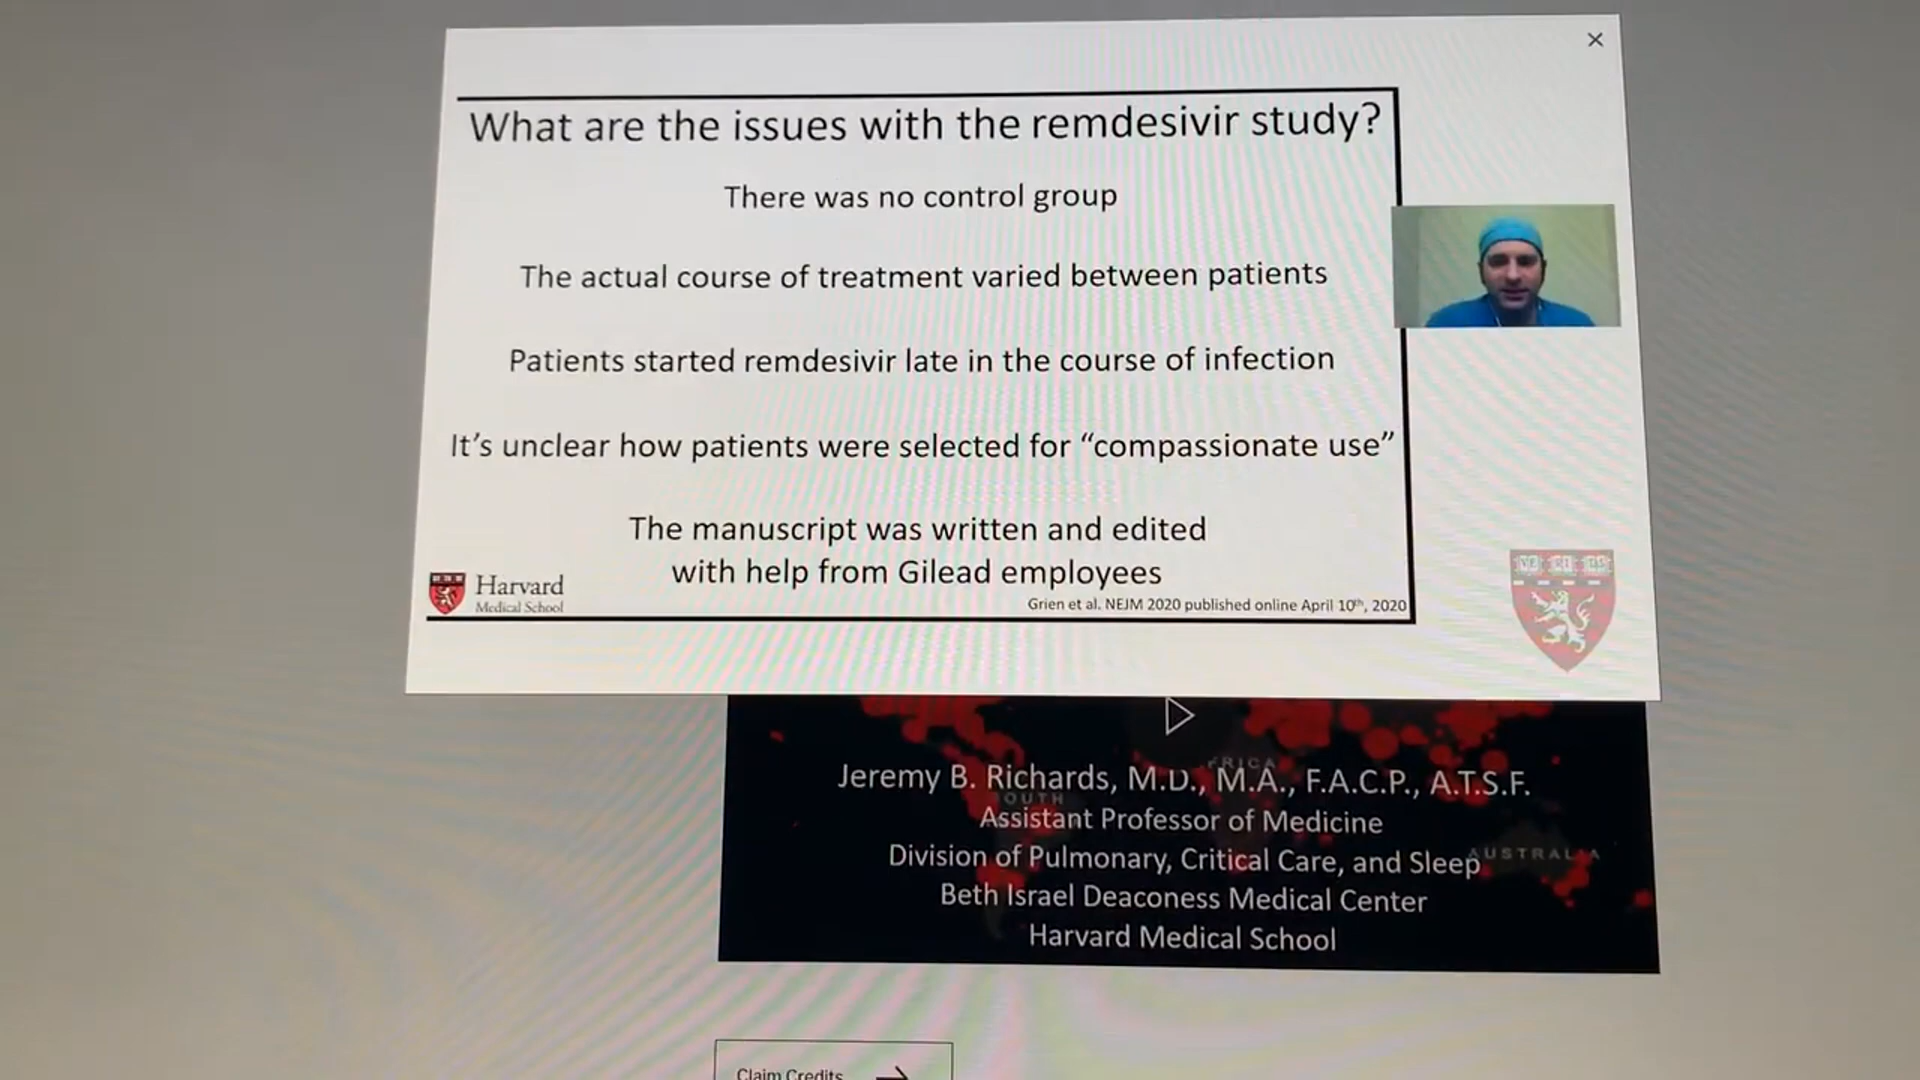 What are the issues with the remdesivir study?
There was no control group
The actual course of treatment varied between patients
Patients started remdesivir late in the course of infection
It's unclear how patients were selected for “compassionate use”
The manuscript was written and edited
with help from Gilead employees
Harvard
Medical School
Grien et al. NEJM 2020 published online April 10th, 2020
VE RI TAS
Jeremy B. Richards, M.D., M.A., F.A.C.P., A.T.S.F.
Assistant Professor of Medicine
Division of Pulmonary, Critical Care, and Sleep
AUSTRALIA
Beth Israel Deaconess Medical Center
Harvard Medical School
Claim Credits